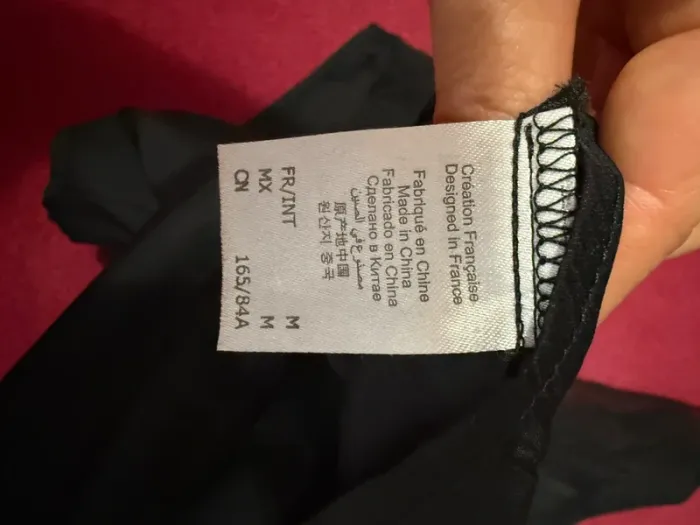 Création Française
Designed in France
Fabriqué en Chine
Made in China
Fabricado en China
Сделано в Китае
مصنوع في الصين
原产地中国
원산지 중국
FR/INT M
MX M
CN 165/84A